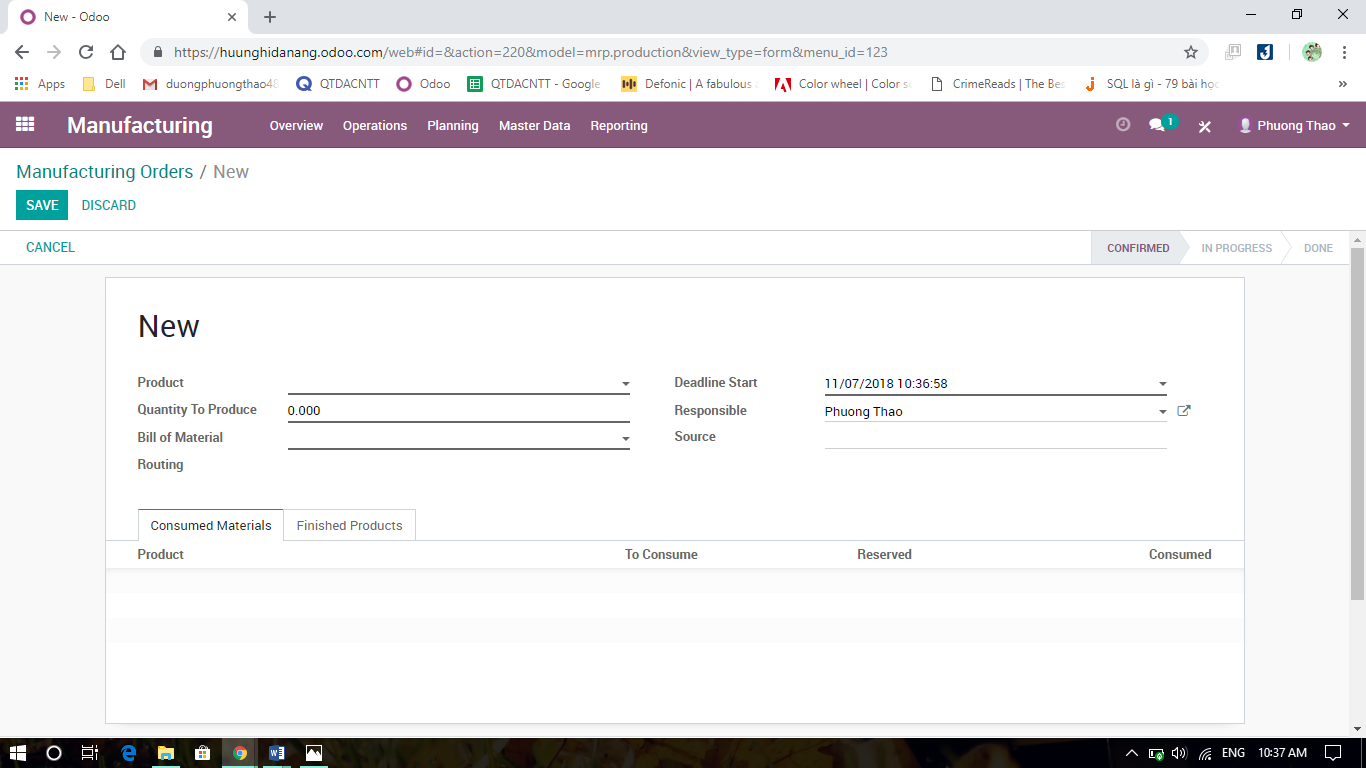 New - Odoo
https://huunghidanang.odoo.com/web#id=&action=220&model=mrp.production&view_type=form&menu_id=123
Apps Dell duongphuongthao48 QTDACNTT Odoo QTDACNTT - Google Defonic | A fabulous Color wheel | Color s CrimeReads | The Bes SQL là gì - 79 bài học »
Manufacturing Overview Operations Planning Master Data Reporting 1 Phuong Thao
Manufacturing Orders / New
SAVE DISCARD
CANCEL CONFIRMED IN PROGRESS DONE
New
Product Deadline Start 11/07/2018 10:36:58
Quantity To Produce 0.000 Responsible Phuong Thao
Bill of Material Source
Routing
Consumed Materials Finished Products
Product To Consume Reserved Consumed
ENG 10:37 AM